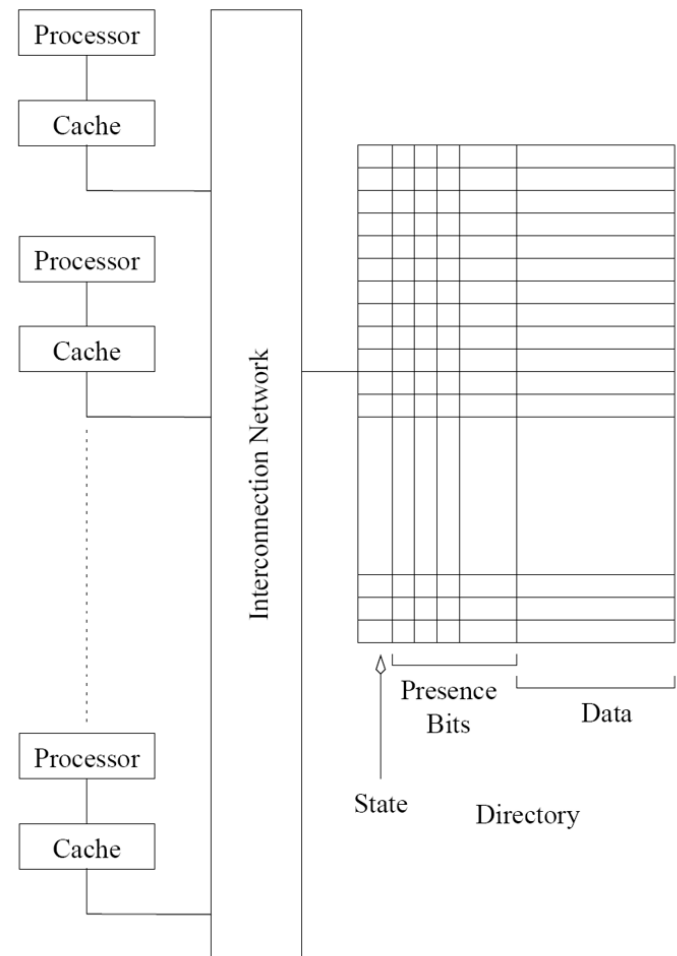 Processor
Cache
Processor
Cache
Interconnection Network
Processor
Cache
Presence
Bits
Data
State
Directory